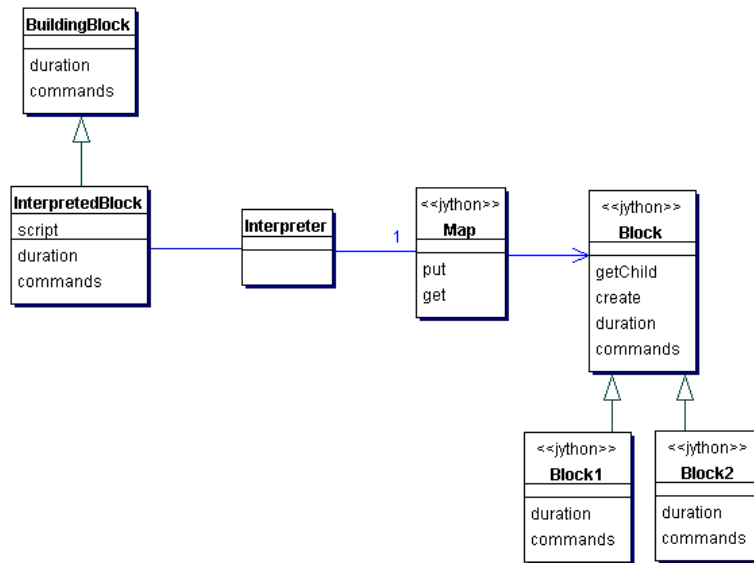 BuildingBlock
duration
commands
InterpretedBlock
script
duration
commands
Interpreter
1
<<jython>>
Map
put
get
<<jython>>
Block
getChild
create
duration
commands
<<jython>>
Block1
duration
commands
<<jython>>
Block2
duration
commands